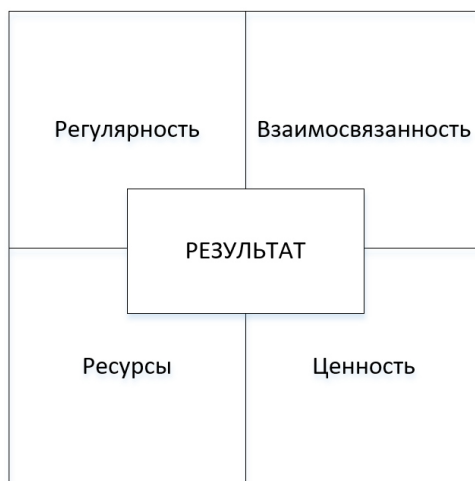 Регулярность
Взаимосвязанность
РЕЗУЛЬТАТ
Ресурсы
Ценность